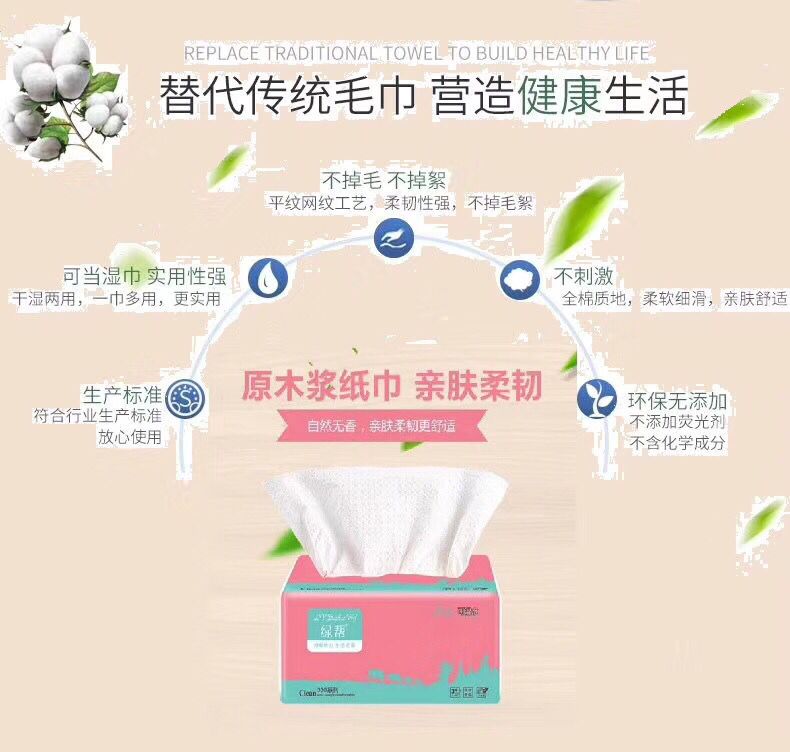 REPLACE TRADITIONAL TOWEL TO BUILD HEALTHY LIFE
替代传统毛巾 营造健康生活
不掉毛 不掉絮
平纹网纹工艺，柔韧性强，不掉毛絮
可当湿巾 实用性强
干湿两用，一巾多用，更实用
不刺激
全棉质地，柔软细滑，亲肤舒适
生产标准
符合行业生产标准
放心使用
环保无添加
不添加荧光剂
不含化学成分
原木浆纸巾 亲肤柔韧
自然无香，亲肤柔韧更舒适
绿帮
Clean